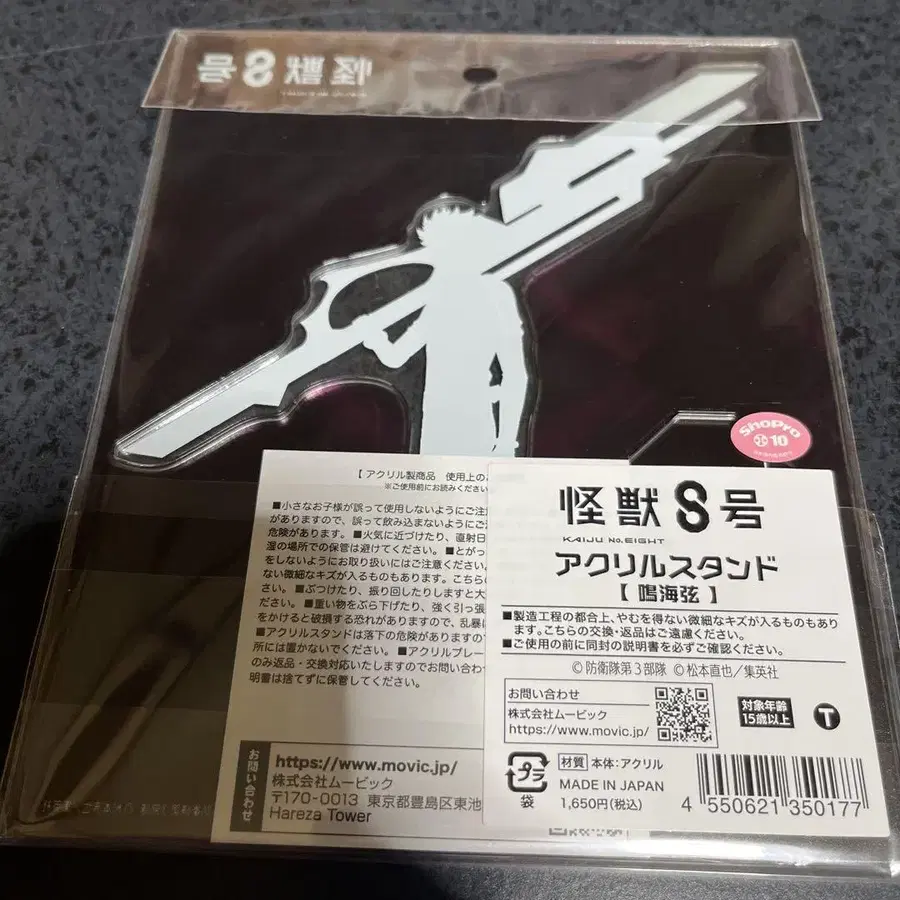 怪獣8号
ShoPro
10
【 アクリル製商品 使用上の
※ご使用前にお読みください
■小さなお子様が誤って使用しないようにご注
がありますので、誤って飲み込まないようにご
危険があります。 ■火気に近づけたり、直射日
湿の場所での保管は避けてください。 ■とがっ
をしないようにお取り扱いにはご注意ください。
ない微細なキズが入るものもあります。こちらの
さい。 ■ぶつけたり、振り回したりしますと大
ださい。 ■重い物をぶら下げたり、強く引っ張
をかけると破損する恐れがありますので、乱暴
■アクリルスタンドは落下の危険がありますので
所には置かないでください。 ■アクリルプレー
のみ返品・交換対応いたしますのでお問い合わせ
明書は捨てずに保管してください。
お問い合わせ
https://www.movic.jp/
株式会社ムービック
〒170-0013 東京都豊島区東池
Hareza Tower
怪獣8号
KAIJU No.EIGHT
アクリルスタンド
【 鳴海弦 】
■製造工程の都合上、やむを得ない微細なキズが入るものもあり
ます。こちらの交換・返品はご遠慮ください。
■ご使用の前に同封の説明書を必ずご確認ください。
©防衛隊第3部隊 ©松本直也／集英社
お問い合わせ
株式会社ムービック
https://www.movic.jp/
対象年齢
15歳以上
T
プラ
袋
材質 本体：アクリル
MADE IN JAPAN
1,650円(税込)
4 550621 350177